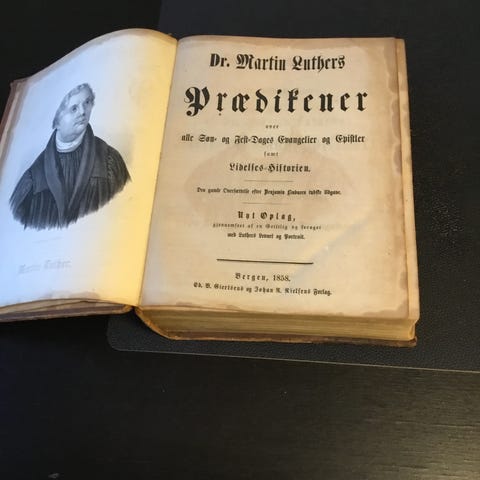 Martin Luther.
Dr. Martin Luthers
Prædikener
over
alle Søn- og Fest-Dages Evangelier og Epistler
samt
Lidelses-Historien.
Den gamle Oversættelse efter Benjamin Lindners tydske Udgave.
Nyt Oplag,
gjennemseet af en Geistlig og forøget
med Luthers Levnet og Portrait.
Bergen, 1858.
Ed. B. Giertsens og Johan R. Nielsens Forlag.